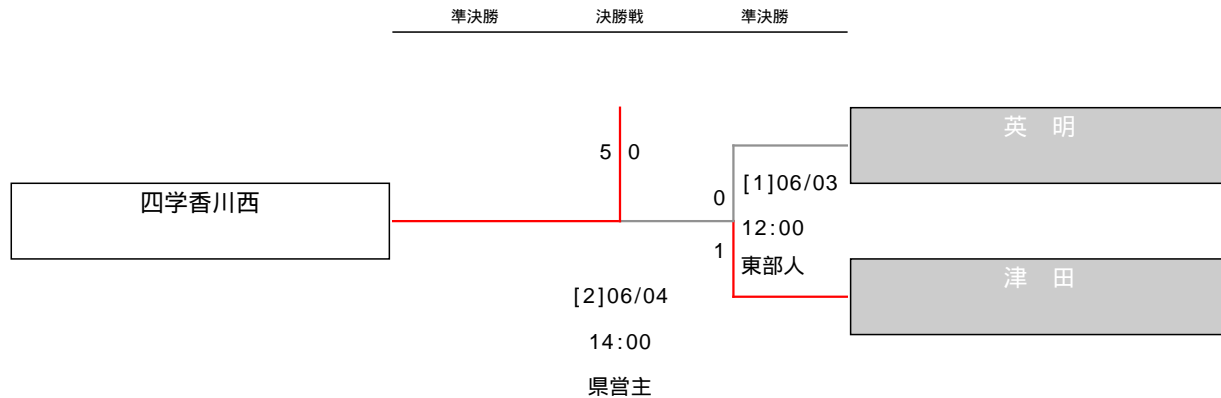 準決勝 決勝戦 準決勝
英 明
5 0
[1]06/03
四学香川西
0
12:00
1
東部人
津 田
[2]06/04
14:00
県営主